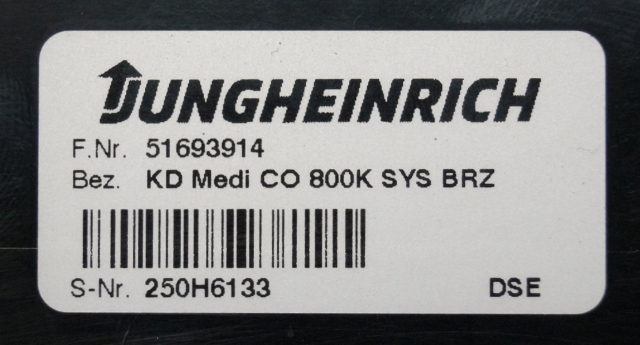 JUNGHEINRICH
F.Nr. 51693914
Bez. KD Medi CO 800K SYS BRZ
S-Nr. 250H6133 DSE